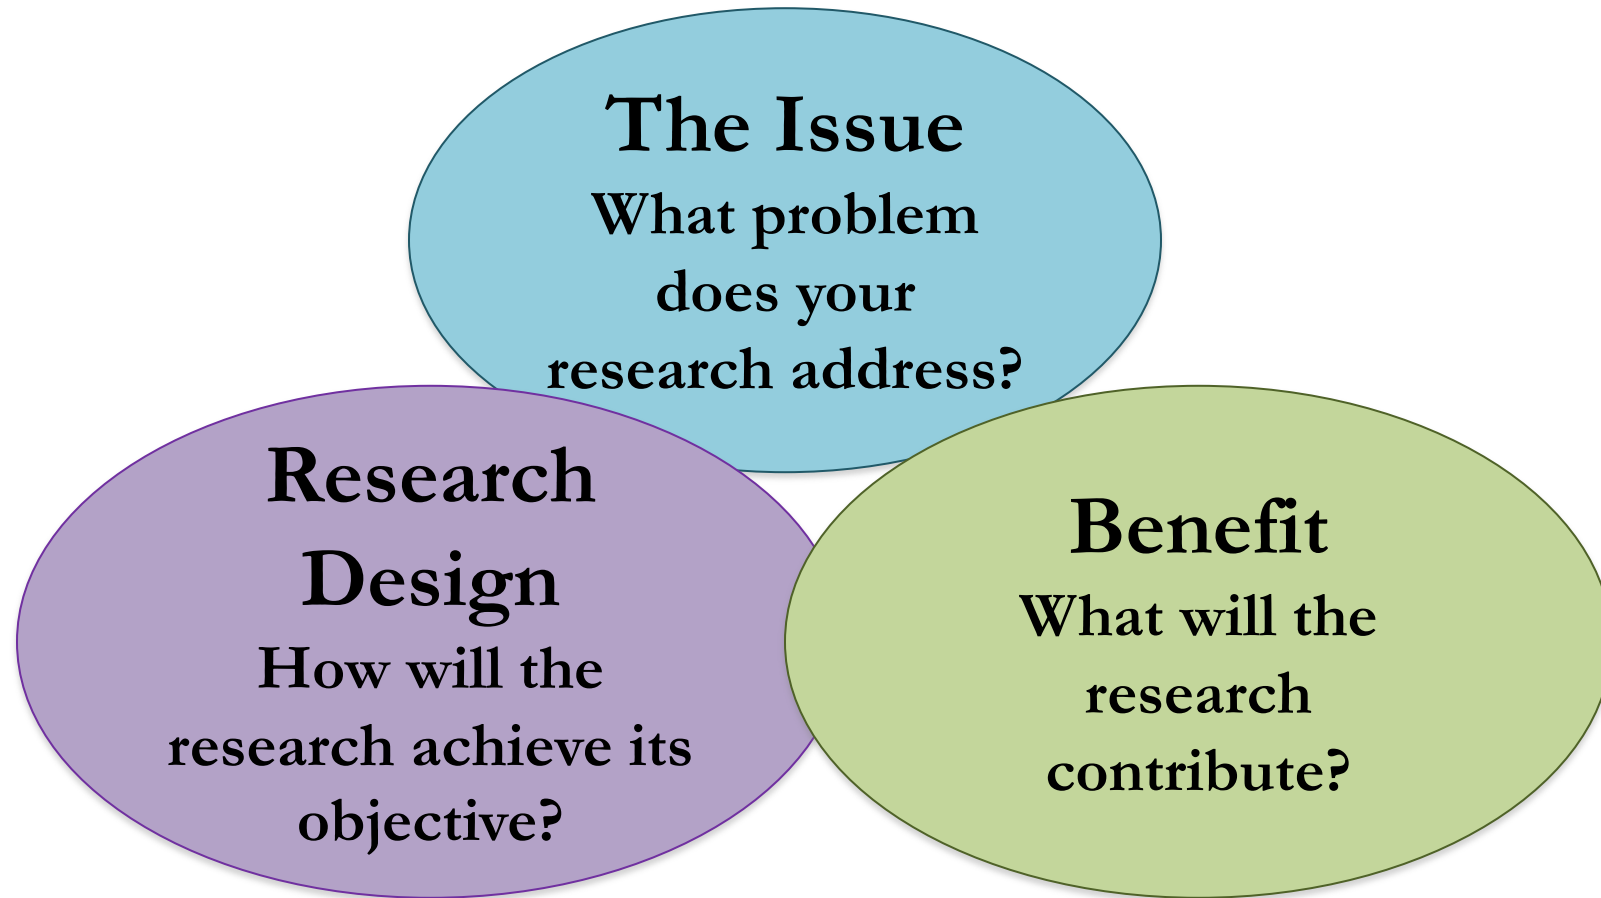 The Issue
What problem
does your
research address?
Research
Design
How will the
research achieve its
objective?
Benefit
What will the
research
contribute?